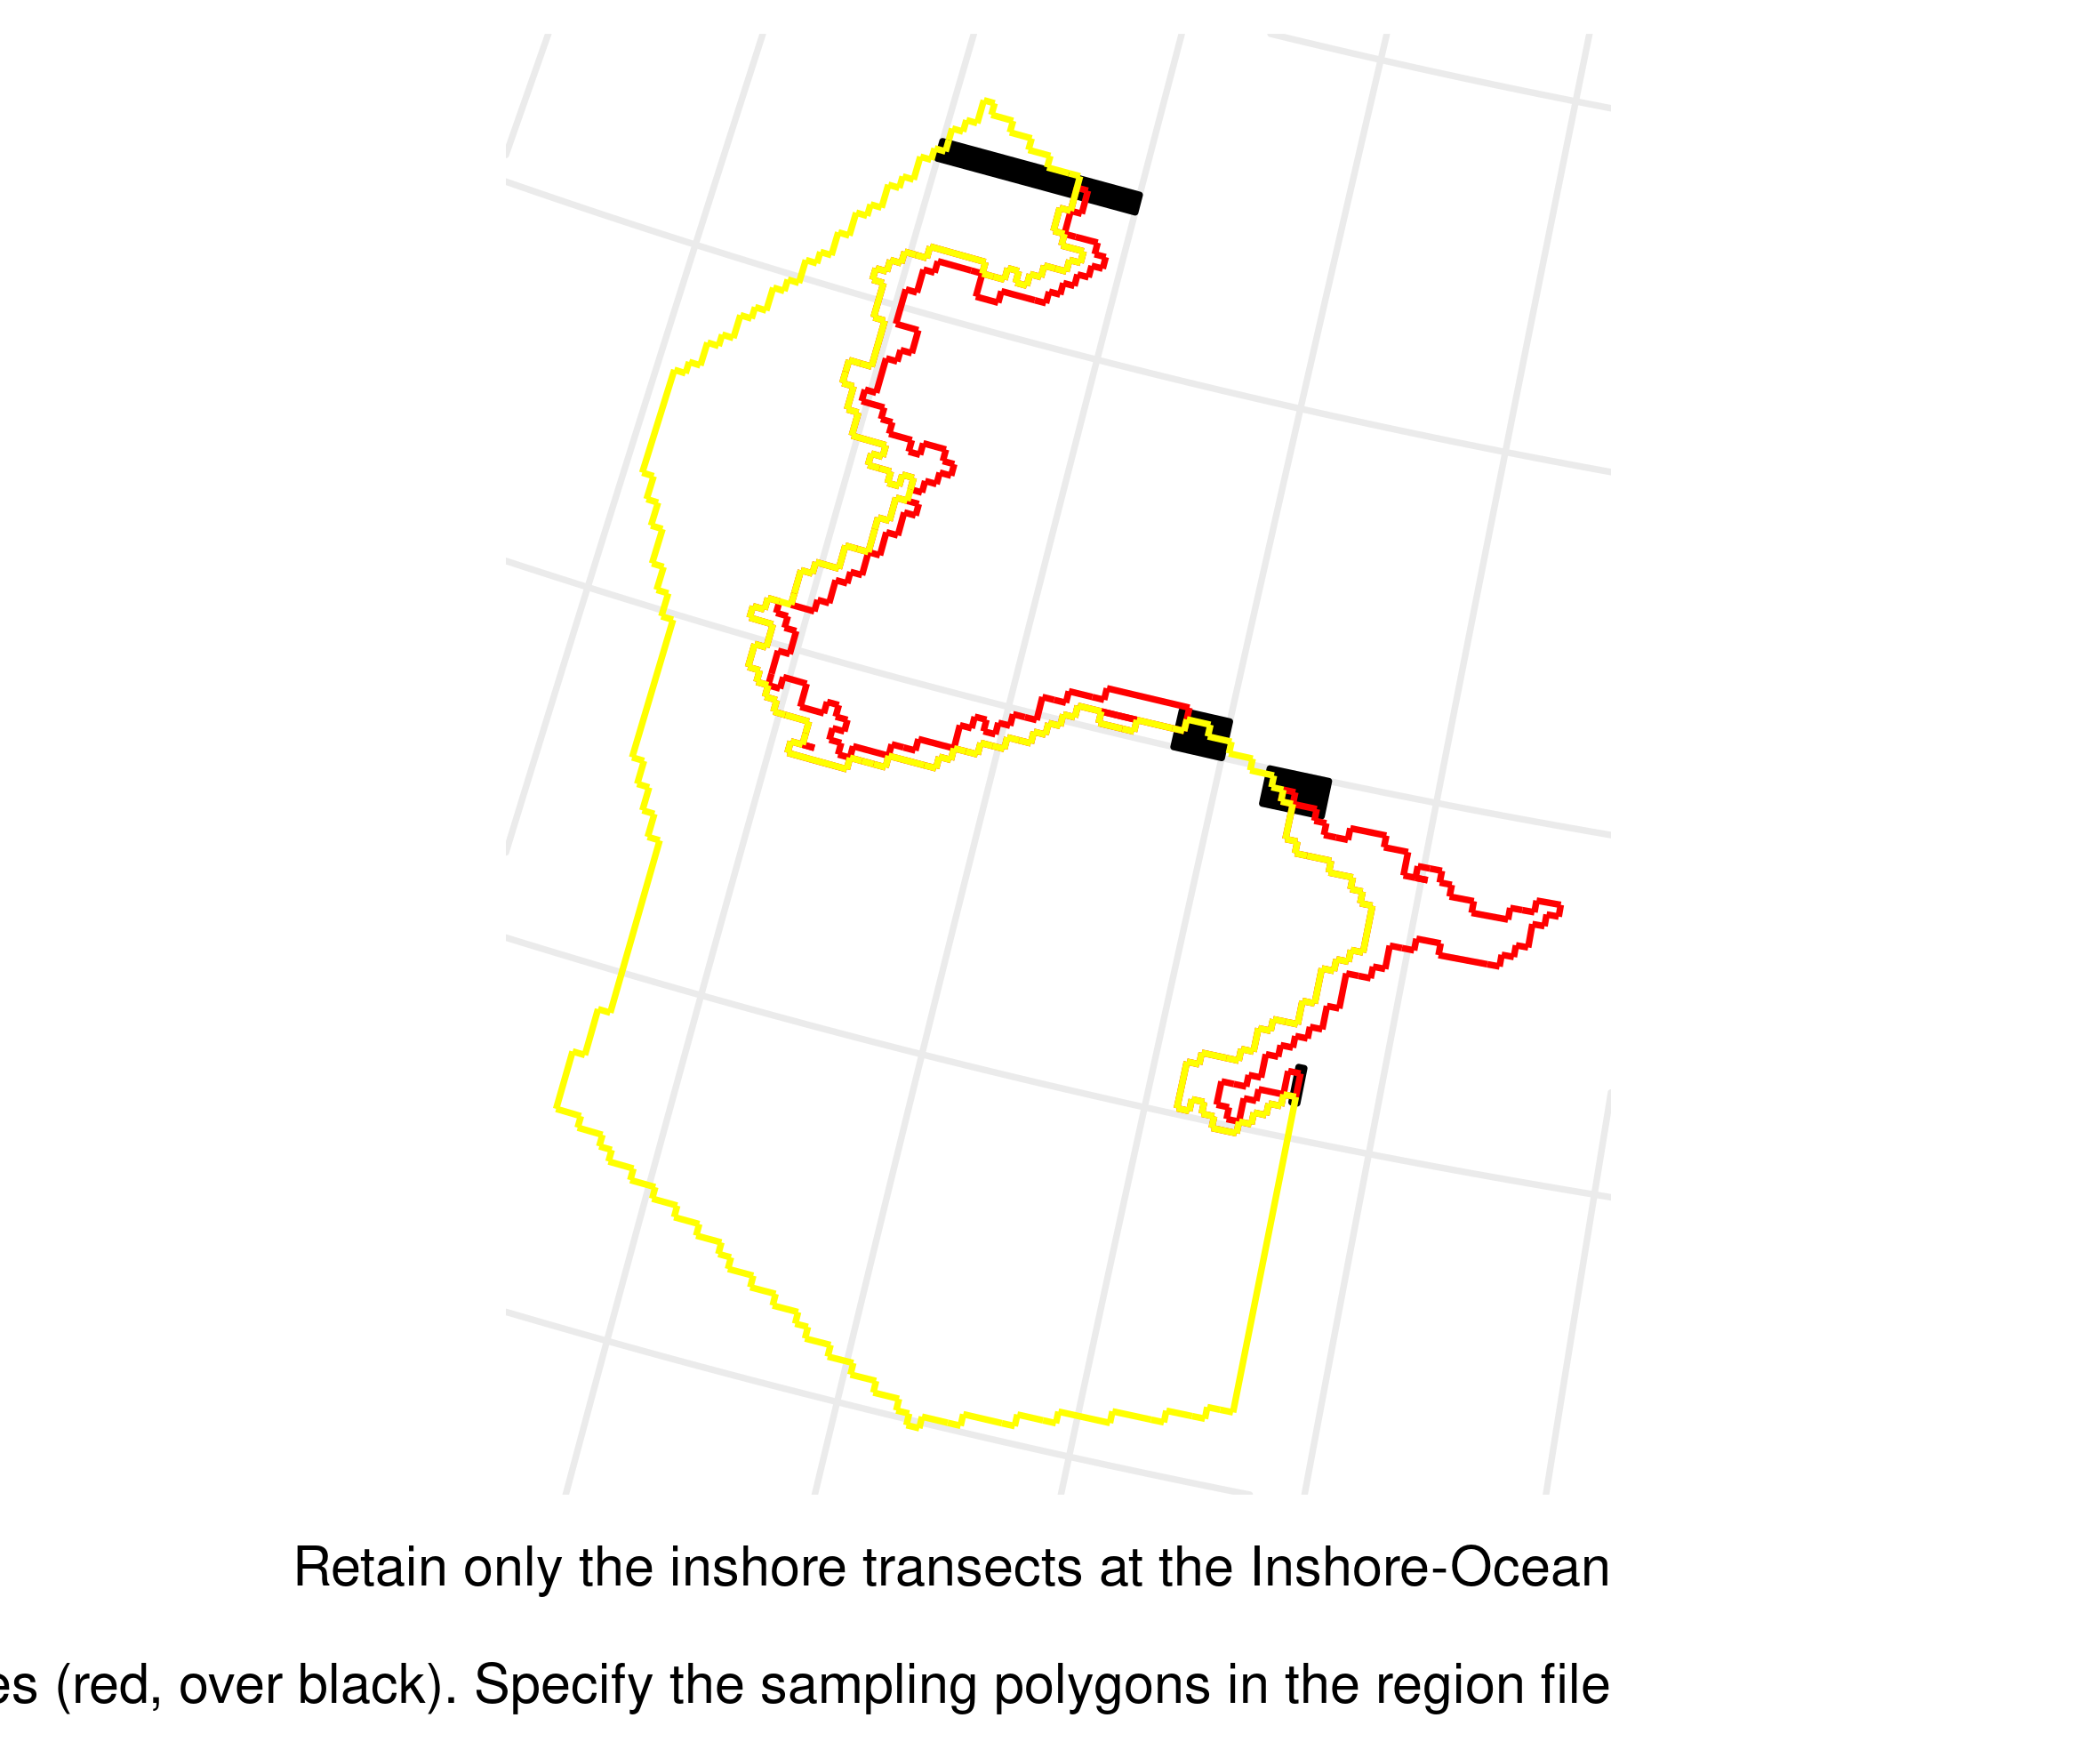 Retain only the inshore transects at the Inshore-Ocean
(red, over black). Specify the sampling polygons in the region file